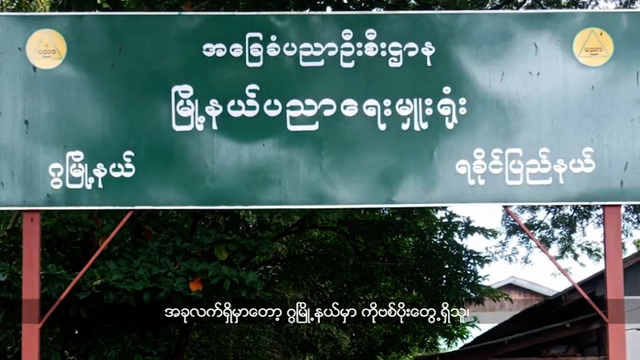 အခြေခံပညာဦးစီးဌာန
မြို့နယ်ပညာရေးမှူးရုံး
ဂွမြို့နယ်
ရခိုင်ပြည်နယ်
အခုလက်ရှိမှာတော့ ဂွမြို့နယ်မှာ ကိုဗစ်ပိုးတွေ့ရှိသူ၊